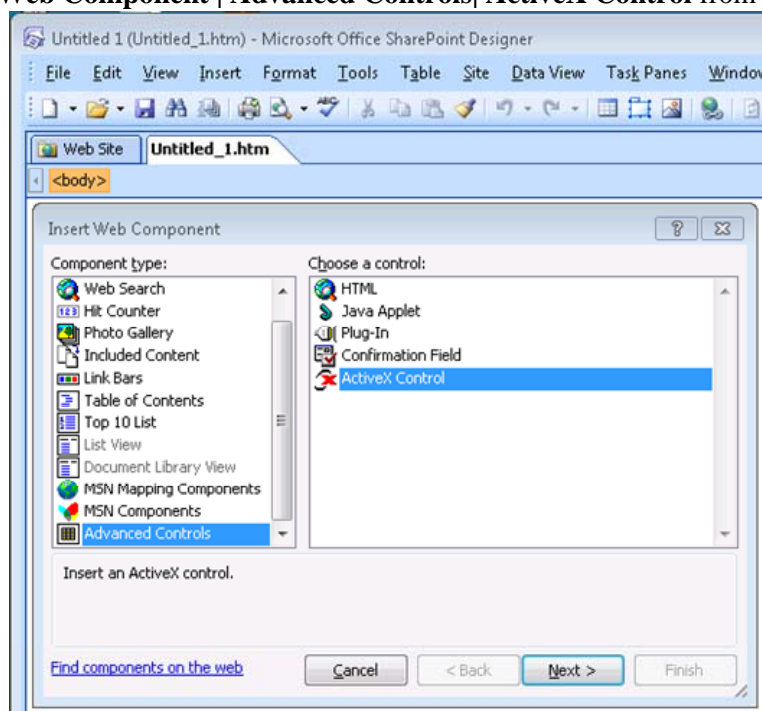 Web Component | Advanced Controls| ActiveX Control from
Untitled 1 (Untitled_1.htm) - Microsoft Office SharePoint Designer
File Edit View Insert Format Tools Table Site Data View Task Panes Window
Web Site Untitled_1.htm
<body>
Insert Web Component
Component type:
Web Search
123 Hit Counter
Photo Gallery
Included Content
Link Bars
Table of Contents
Top 10 List
List View
Document Library View
MSN Mapping Components
MSN Components
Advanced Controls
Choose a control:
HTML
Java Applet
Plug-In
Confirmation Field
ActiveX Control
Insert an ActiveX control.
Find components on the web
Cancel < Back Next > Finish